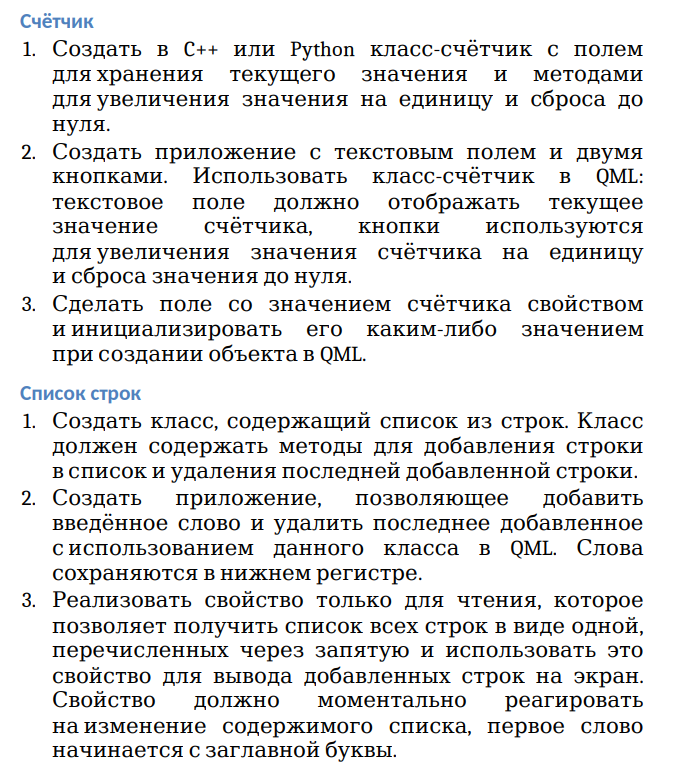 Счётчик
1. Создать в C++ или Python класс-счётчик с полем
для хранения текущего значения и методами
для увеличения значения на единицу и сброса до
нуля.
2. Создать приложение с текстовым полем и двумя
кнопками. Использовать класс-счётчик в QML:
текстовое поле должно отображать текущее
значение счётчика, кнопки используются
для увеличения значения счётчика на единицу
и сброса значения до нуля.
3. Сделать поле со значением счётчика свойством
и инициализировать его каким-либо значением
при создании объекта в QML.
Список строк
1. Создать класс, содержащий список из строк. Класс
должен содержать методы для добавления строки
в список и удаления последней добавленной строки.
2. Создать приложение, позволяющее добавить
введённое слово и удалить последнее добавленное
с использованием данного класса в QML. Слова
сохраняются в нижнем регистре.
3. Реализовать свойство только для чтения, которое
позволяет получить список всех строк в виде одной,
перечисленных через запятую и использовать это
свойство для вывода добавленных строк на экран.
Свойство должно моментально реагировать
на изменение содержимого списка, первое слово
начинается с заглавной буквы.